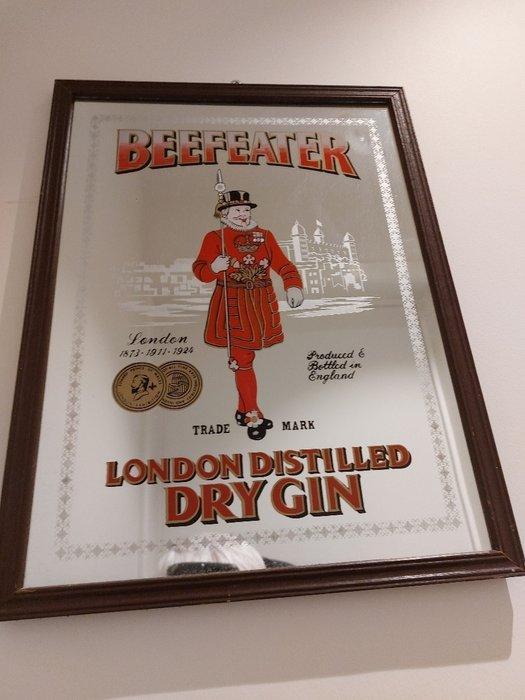 BEEFEATER
London
1873-1911-1924
Produced &
Bottled in
England
TRADE MARK
LONDON DISTILLED
DRY GIN